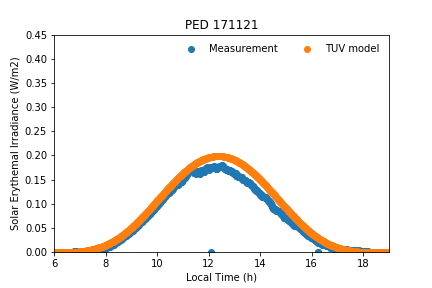 PED 171121
Measurement
TUV model
Solar Erythemal Irradiance (W/m2)
0.45
0.40
0.35
0.30
0.25
0.20
0.15
0.10
0.05
0.00
6 8 10 12 14 16 18
Local Time (h)